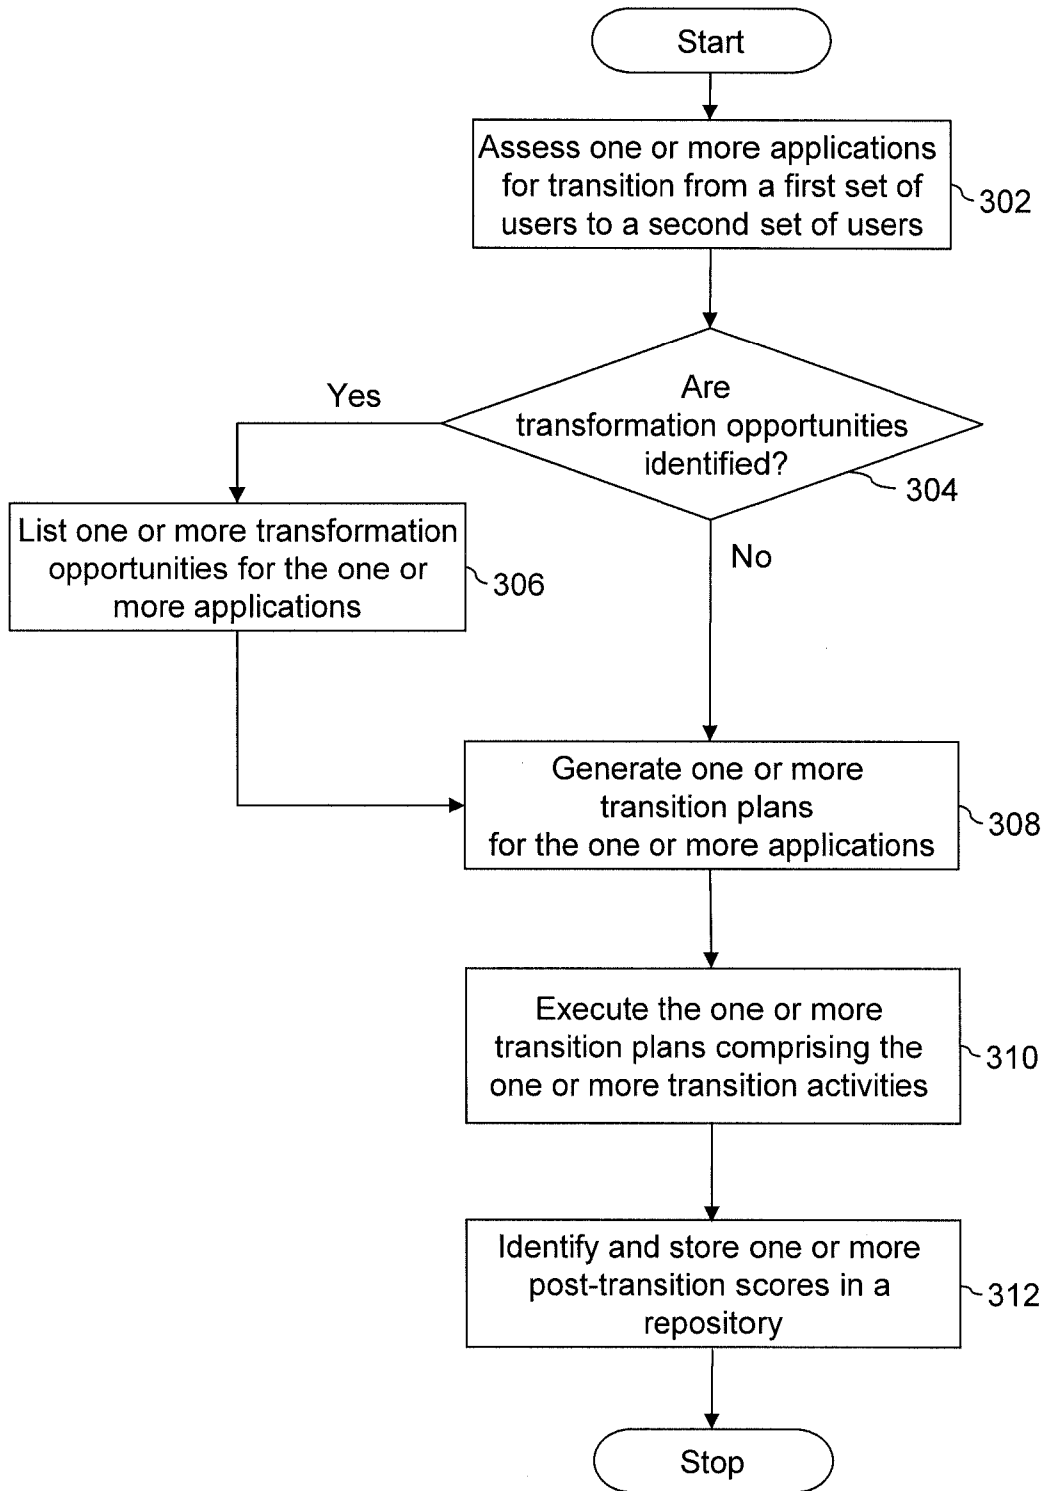 Start
Assess one or more applications
for transition from a first set of
users to a second set of users
302
Are
transformation opportunities
identified?
304
Yes
No
List one or more transformation
opportunities for the one or
more applications
306
Generate one or more
transition plans
for the one or more applications
308
Execute the one or more
transition plans comprising the
one or more transition activities
310
Identify and store one or more
post-transition scores in a
repository
312
Stop